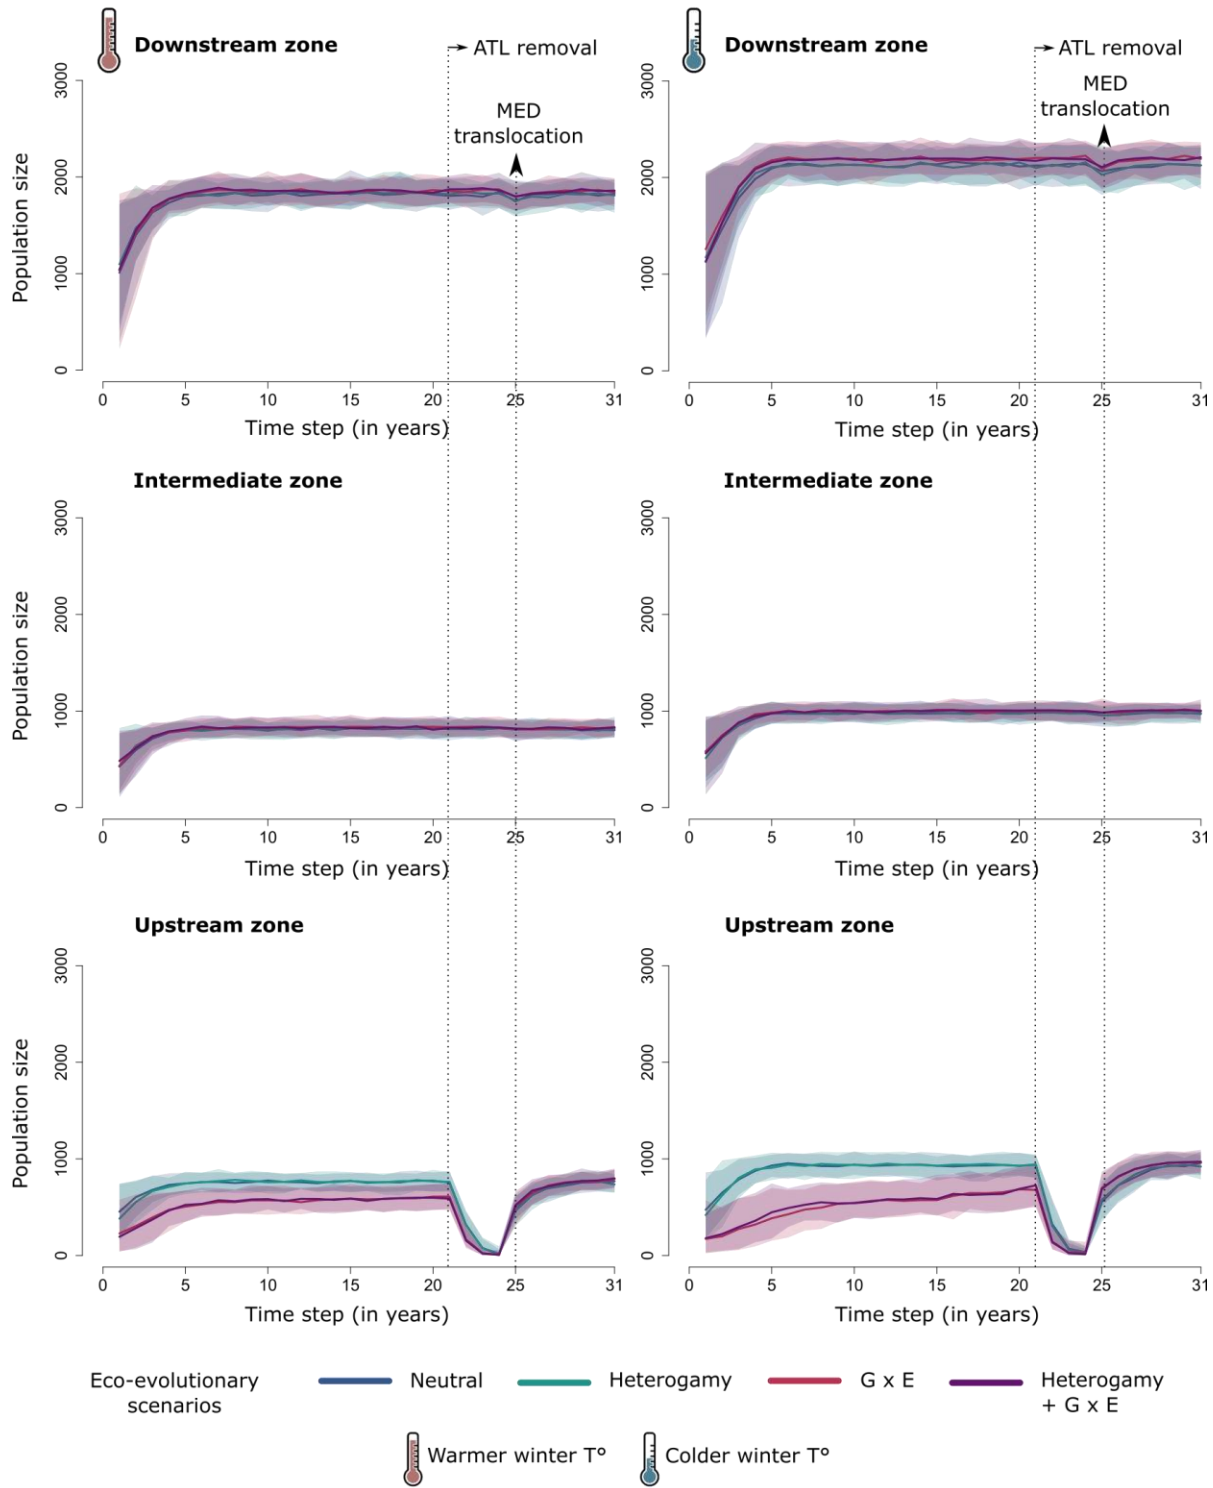 Downstream zone
ATL removal
MED
translocation
3000
2000
1000
0
Population size
0 5 10 15 20 25 31
Time step (in years)
Downstream zone
ATL removal
MED
translocation
3000
2000
1000
0
0 5 10 15 20 25 31
Time step (in years)
Intermediate zone
3000
2000
1000
0
Population size
0 5 10 15 20 25 31
Time step (in years)
Intermediate zone
3000
2000
1000
0
0 5 10 15 20 25 31
Time step (in years)
Upstream zone
3000
2000
1000
0
Population size
0 5 10 15 20 25 31
Time step (in years)
Upstream zone
3000
2000
1000
0
0 5 10 15 20 25 31
Time step (in years)
Eco-evolutionary
scenarios
Neutral
Heterogamy
G x E
Heterogamy
+ G x E
Warmer winter T°
Colder winter T°